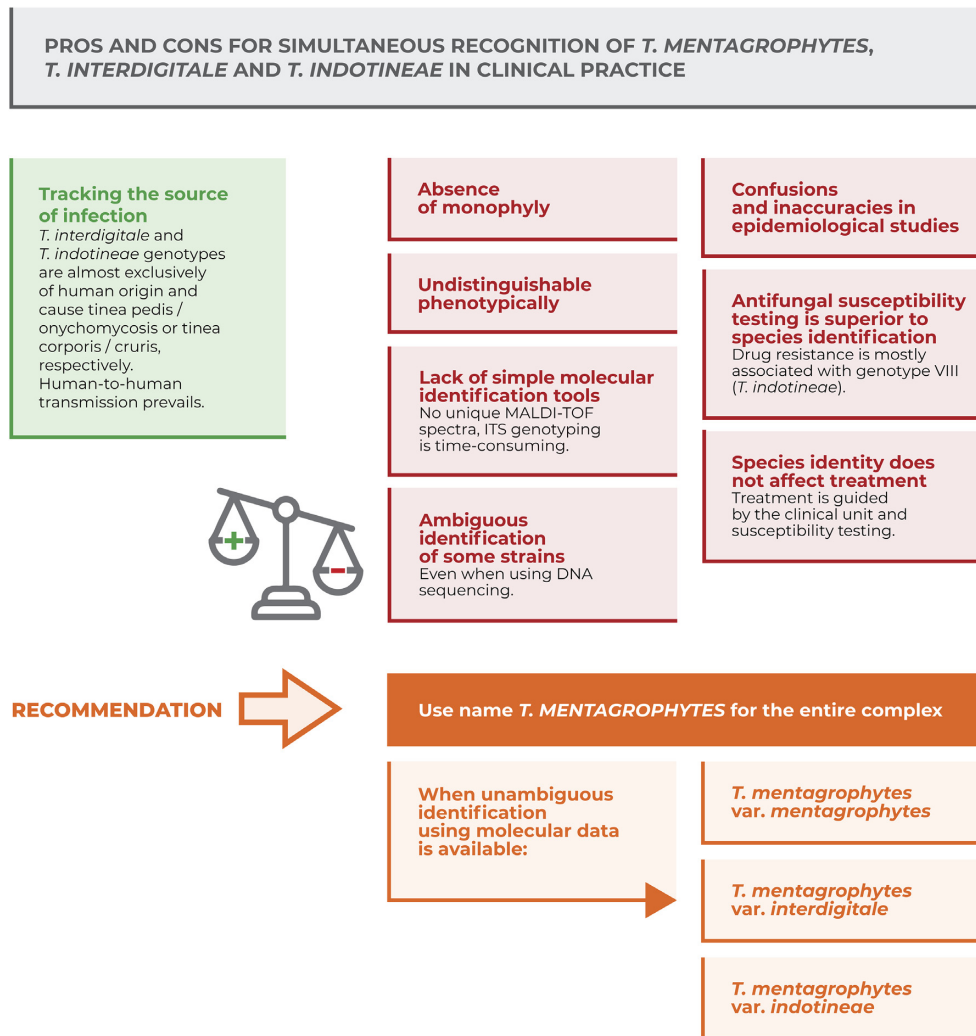 PROS AND CONS FOR SIMULTANEOUS RECOGNITION OF T. MENTAGROPHYTES,
T. INTERDIGITALE AND T. INDOTINEAE IN CLINICAL PRACTICE
Tracking the source
of infection
T. interdigitale and
T. indotineae genotypes
are almost exclusively
of human origin and
cause tinea pedis /
onychomycosis or tinea
corporis / cruris,
respectively.
Human-to-human
transmission prevails.
Absence
of monophyly
Undistinguishable
phenotypically
Lack of simple molecular
identification tools
No unique MALDI-TOF
spectra, ITS genotyping
is time-consuming.
Ambiguous
identification
of some strains
Even when using DNA
sequencing.
Confusions
and inaccuracies in
epidemiological studies
Antifungal susceptibility
testing is superior to
species identification
Drug resistance is mostly
associated with genotype VIII
(T. indotineae).
Species identity does
not affect treatment
Treatment is guided
by the clinical unit and
susceptibility testing.
RECOMMENDATION
Use name T. MENTAGROPHYTES for the entire complex
When unambiguous
identification
using molecular data
is available:
T. mentagrophytes
var. mentagrophytes
T. mentagrophytes
var. interdigitale
T. mentagrophytes
var. indotineae